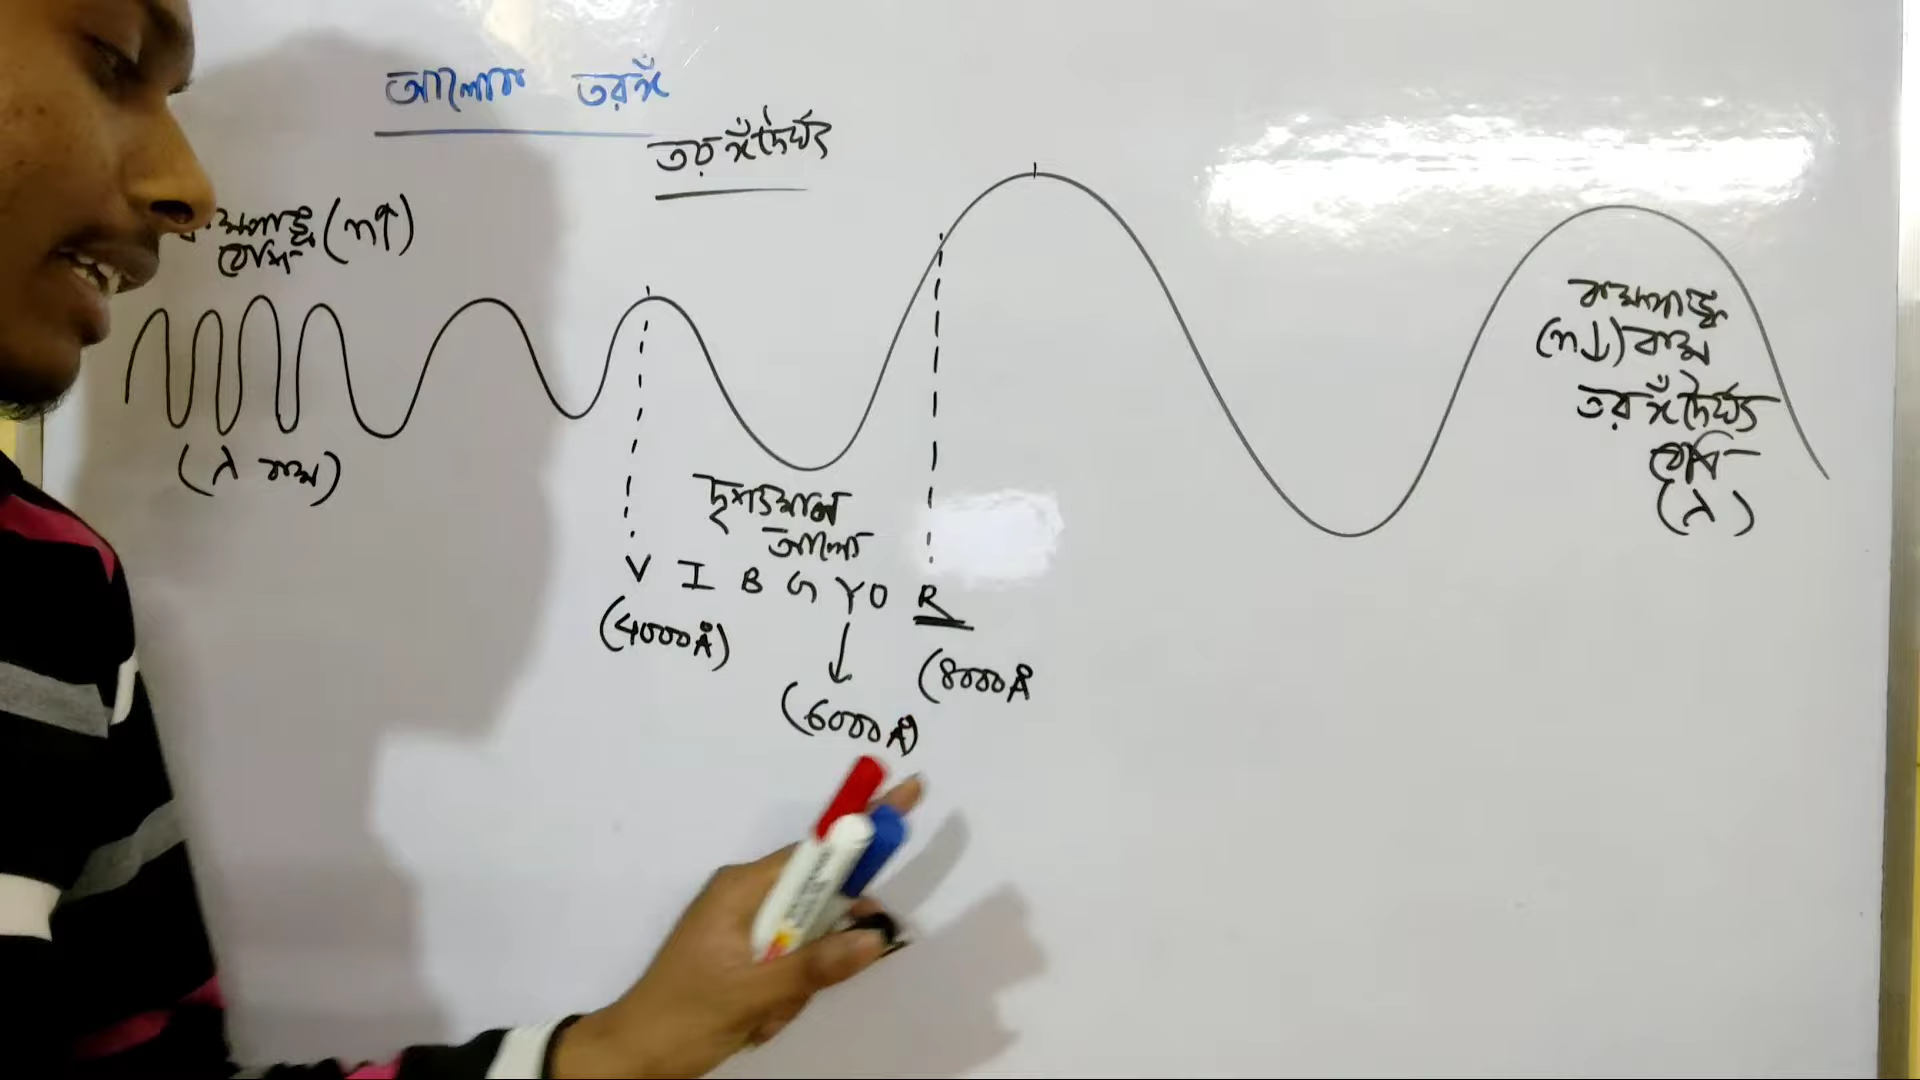 আলোক তরঙ্গ
তরঙ্গদৈর্ঘ্য
কম্পাঙ্ক (n↑)
বেশি
(λ কম)
কম্পাঙ্ক
(n↓) কম
তরঙ্গদৈর্ঘ্য
বেশি
(λ)
দৃশ্যমান
আলো
V I B G Y O R
(4000Å)
(8000Å
(6000Å)